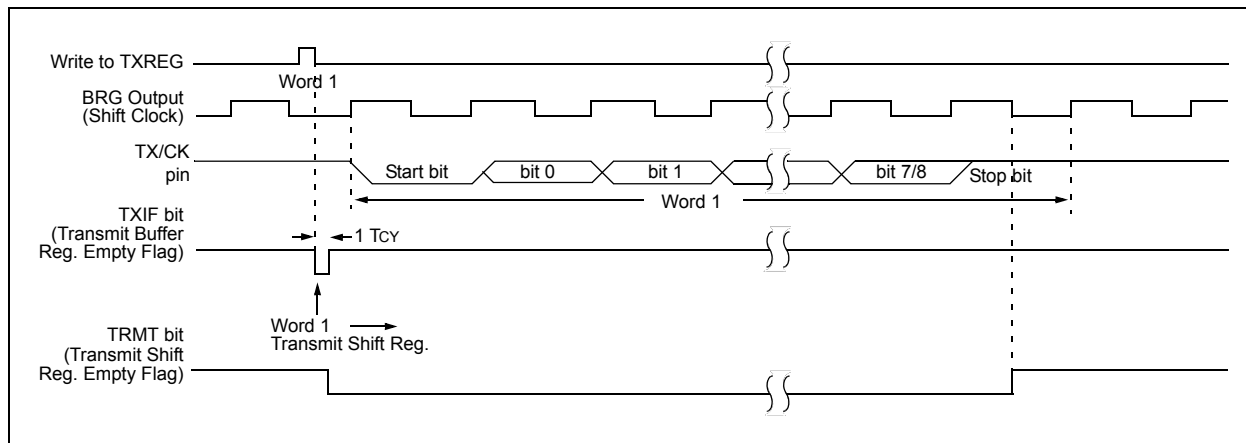 Write to TXREG
Word 1
BRG Output
(Shift Clock)
TX/CK
pin
Start bit
bit 0
bit 1
bit 7/8
Stop bit
Word 1
TXIF bit
(Transmit Buffer
Reg. Empty Flag)
1 TCY
Word 1
Transmit Shift Reg.
TRMT bit
(Transmit Shift
Reg. Empty Flag)